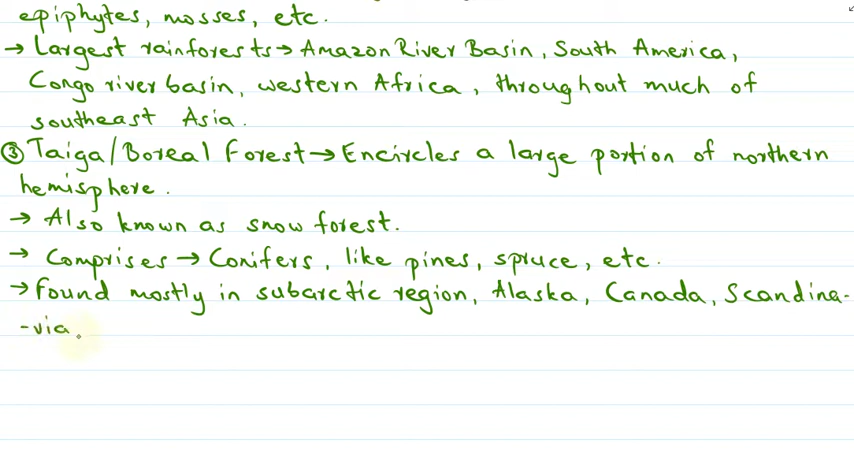 epiphytes, mosses, etc.
→ Largest rainforests → Amazon River Basin, South America,
Congo river basin, western Africa, throughout much of
southeast Asia.
③ Taiga/Boreal Forest → Encircles a large portion of northern
hemisphere.
→ Also known as snow forest.
→ Comprises → Conifers, like pines, spruce, etc.
→ Found mostly in subarctic region, Alaska, Canada, Scandina-
-via.